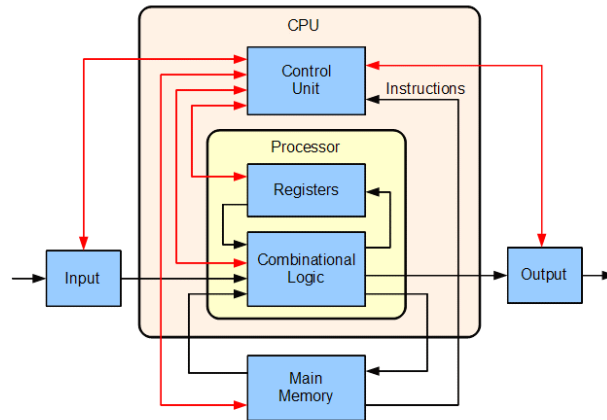 CPU
Control
Unit
Instructions
Processor
Registers
Combinational
Logic
Input
Output
Main
Memory